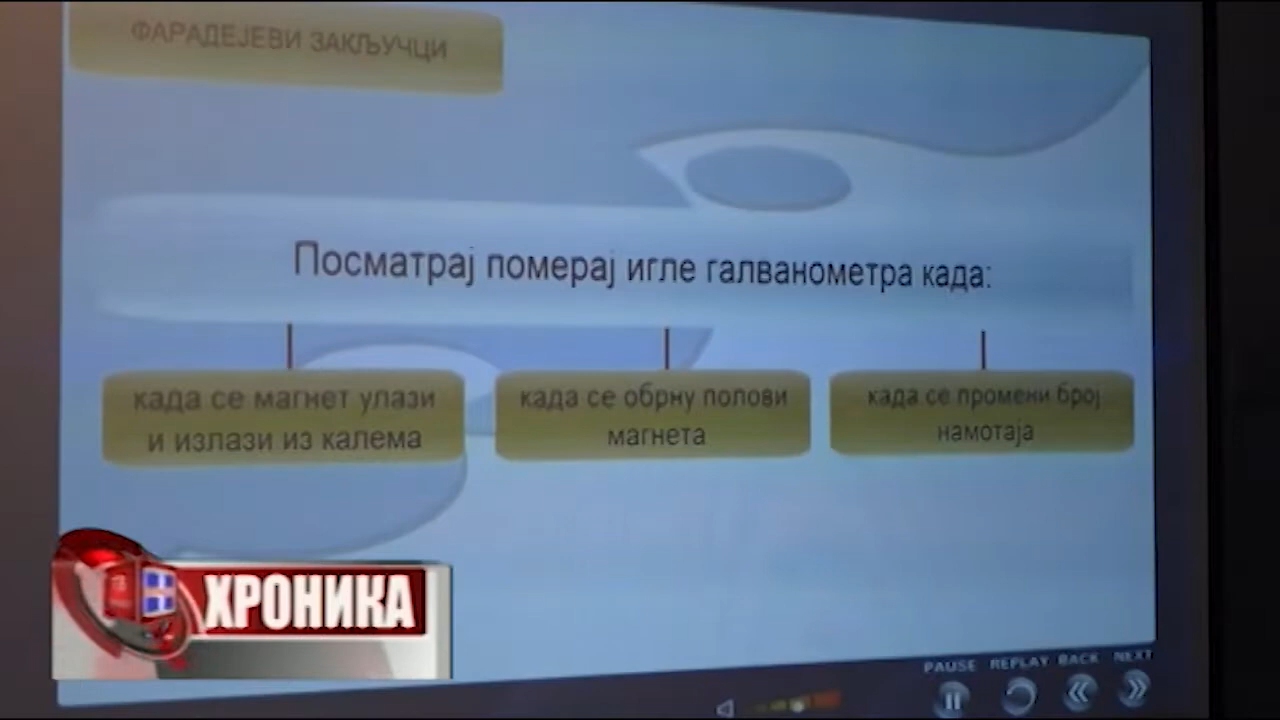 ФАРАДЕЈЕВИ ЗАКЉУЧЦИ
Посматрај померај игле галванометра када:
када се магнет улази
и излази из калема
када се обрну полови
магнета
када се промени број
намотаја
ХРОНИКА
PAUSE REPLAY BACK NEXT